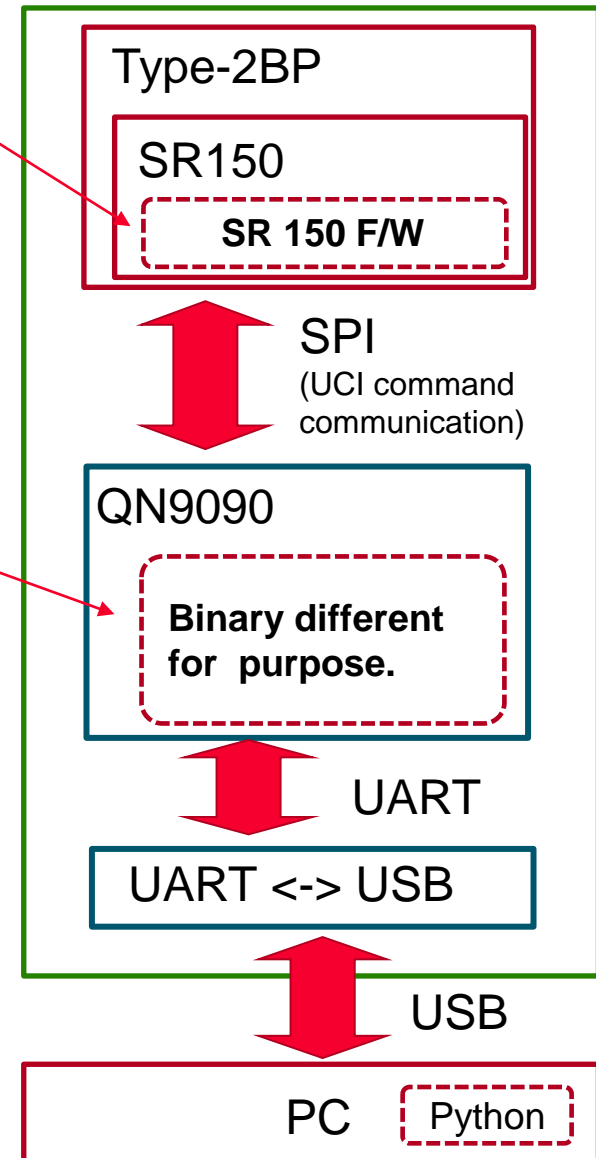 Type-2BP
SR150
SR 150 F/W
SPI
(UCI command
communication)
QN9090
Binary different
for purpose.
UART
UART <-> USB
USB
PC
Python